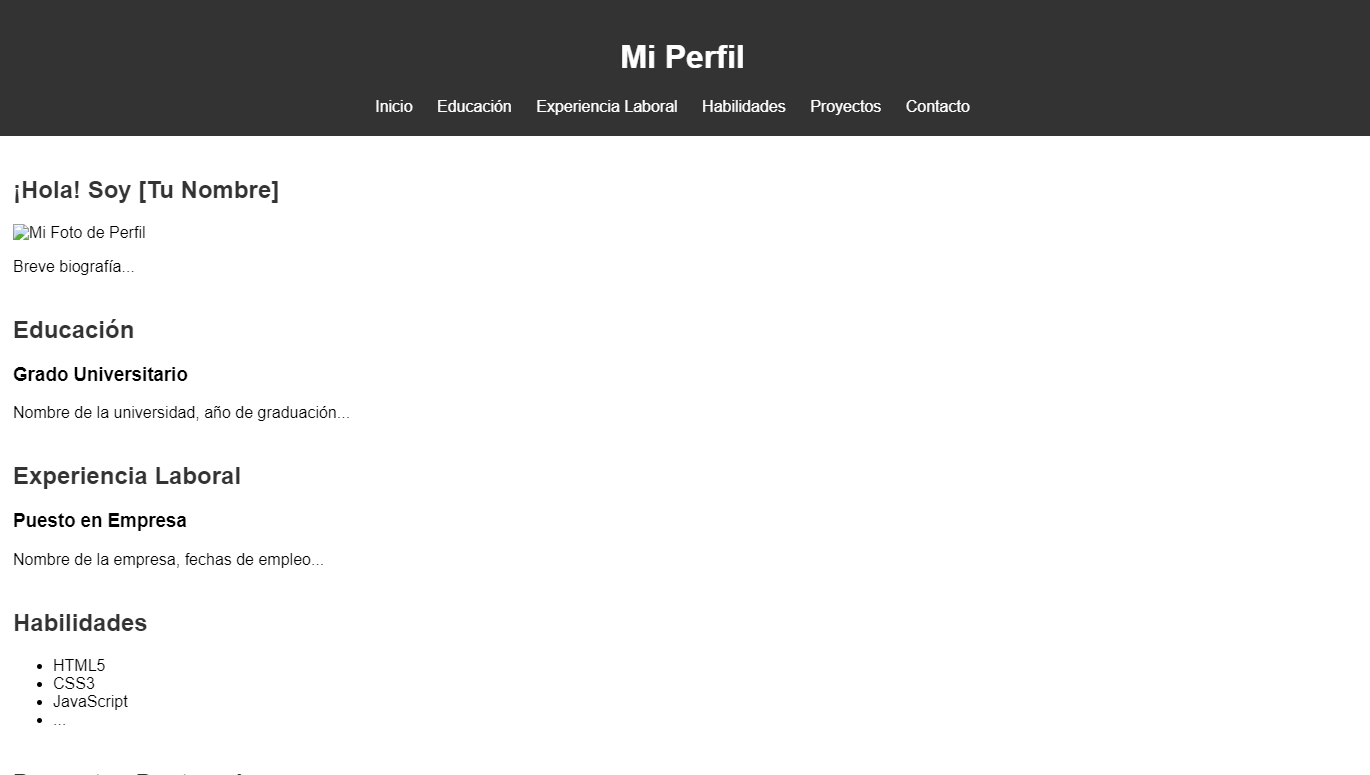 Mi Perfil
Inicio Educación Experiencia Laboral Habilidades Proyectos Contacto
¡Hola! Soy [Tu Nombre]
Mi Foto de Perfil
Breve biografía...
Educación
Grado Universitario
Nombre de la universidad, año de graduación...
Experiencia Laboral
Puesto en Empresa
Nombre de la empresa, fechas de empleo...
Habilidades
HTML5
CSS3
JavaScript
...